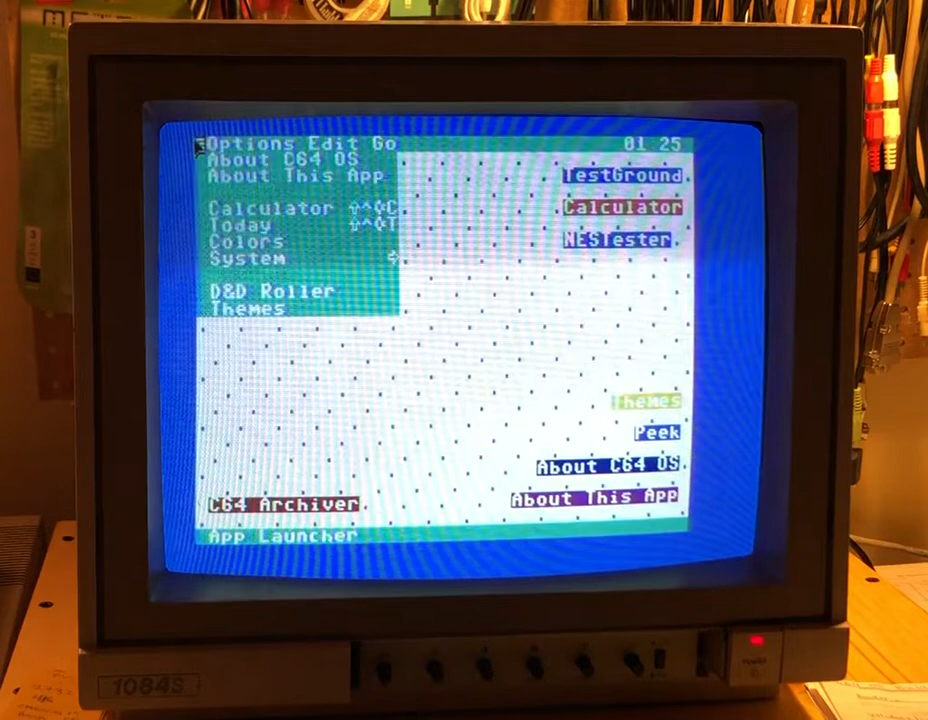 Options Edit Go 01 25
About C64 OS
About This App
TestGround
Calculator ⇧^◊C
Calculator
Today ⇧^◊T
Colors
NESTester
System ⇨
D&D Roller
Themes
Themes
Peek
About C64 OS
About This App
C64 Archiver
App Launcher
1084S
POWER